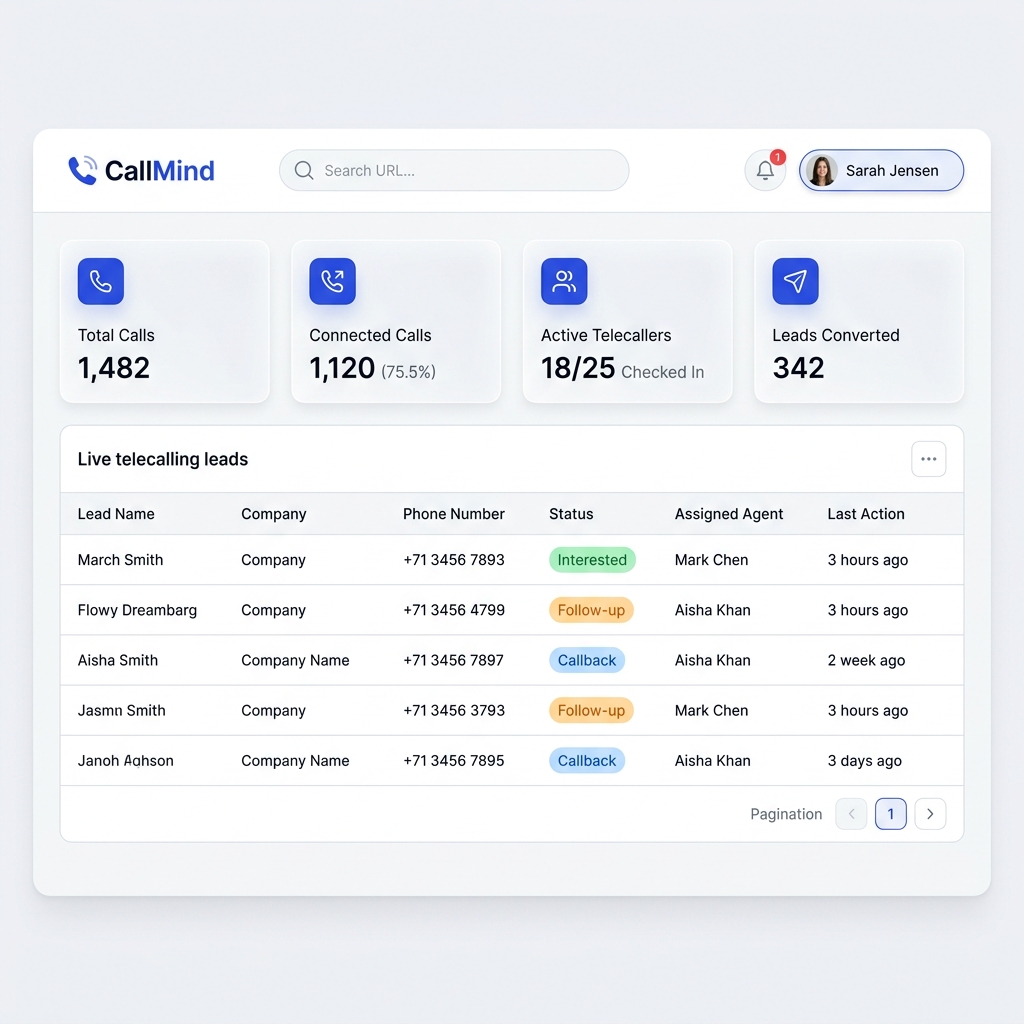 CallMind
Search URL...
1
Sarah Jensen
Total Calls
1,482
Connected Calls
1,120 (75.5%)
Active Telecallers
18/25 Checked In
Leads Converted
342
Live telecalling leads
Lead Name Company Phone Number Status Assigned Agent Last Action
March Smith Company +71 3456 7893 Interested Mark Chen 3 hours ago
Flowy Dreambarg Company +71 3456 4799 Follow-up Aisha Khan 3 hours ago
Aisha Smith Company Name +71 3456 7897 Callback Aisha Khan 2 week ago
Jasmn Smith Company +71 3456 3793 Follow-up Mark Chen 3 hours ago
Janoh Company Name +71 3456 7895 Callback Aisha Khan 3 days ago
Pagination 1